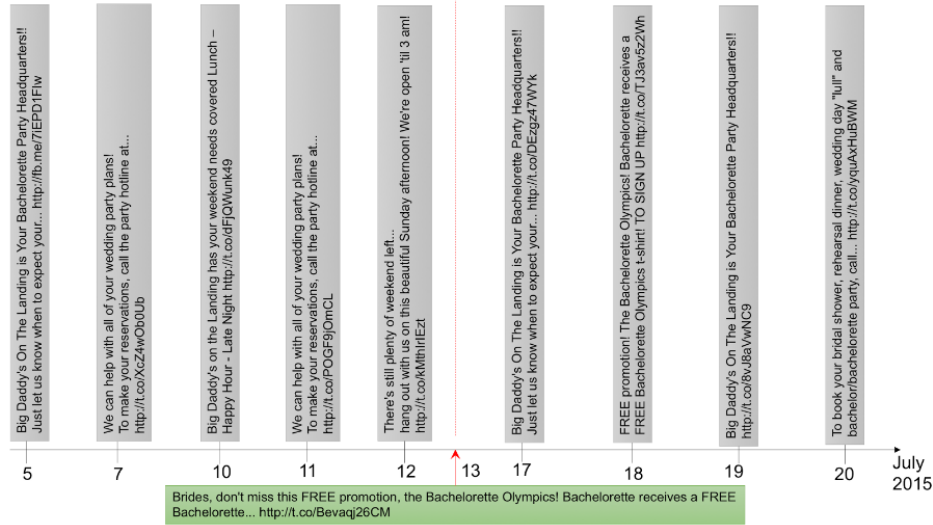 Big Daddy's On The Landing is Your Bachelorette Party Headquarters!!
Just let us know when to expect your... http://fb.me/7iEPD1FIw
We can help with all of your wedding party plans!
To make your reservations, call the party hotline at...
http://t.co/XcZ4wOb0Ub
Big Daddy's on the Landing has your weekend needs covered Lunch –
Happy Hour - Late Night http://t.co/dFjQWunk49
We can help with all of your wedding party plans!
To make your reservations, call the party hotline at...
http://t.co/POGF9jOmCL
There's still plenty of weekend left...
hang out with us on this beautiful Sunday afternoon! We're open 'til 3 am!
http://t.co/kMthIrIEzt
Big Daddy's On The Landing is Your Bachelorette Party Headquarters!!
Just let us know when to expect your... http://t.co/DEzgz47WYk
FREE promotion! The Bachelorette Olympics! Bachelorette receives a
FREE Bachelorette Olympics t-shirt! TO SIGN UP http://t.co/TJ3av5z2Wh
Big Daddy's On The Landing is Your Bachelorette Party Headquarters!!
http://t.co/8vJ8aVwNC9
To book your bridal shower, rehearsal dinner, wedding day "lull" and
bachelor/bachelorette party, call... http://t.co/yquAxHuBWM
5
7
10
11
12
13
17
18
19
20
July
2015
Brides, don't miss this FREE promotion, the Bachelorette Olympics! Bachelorette receives a FREE
Bachelorette... http://t.co/Bevaqj26CM